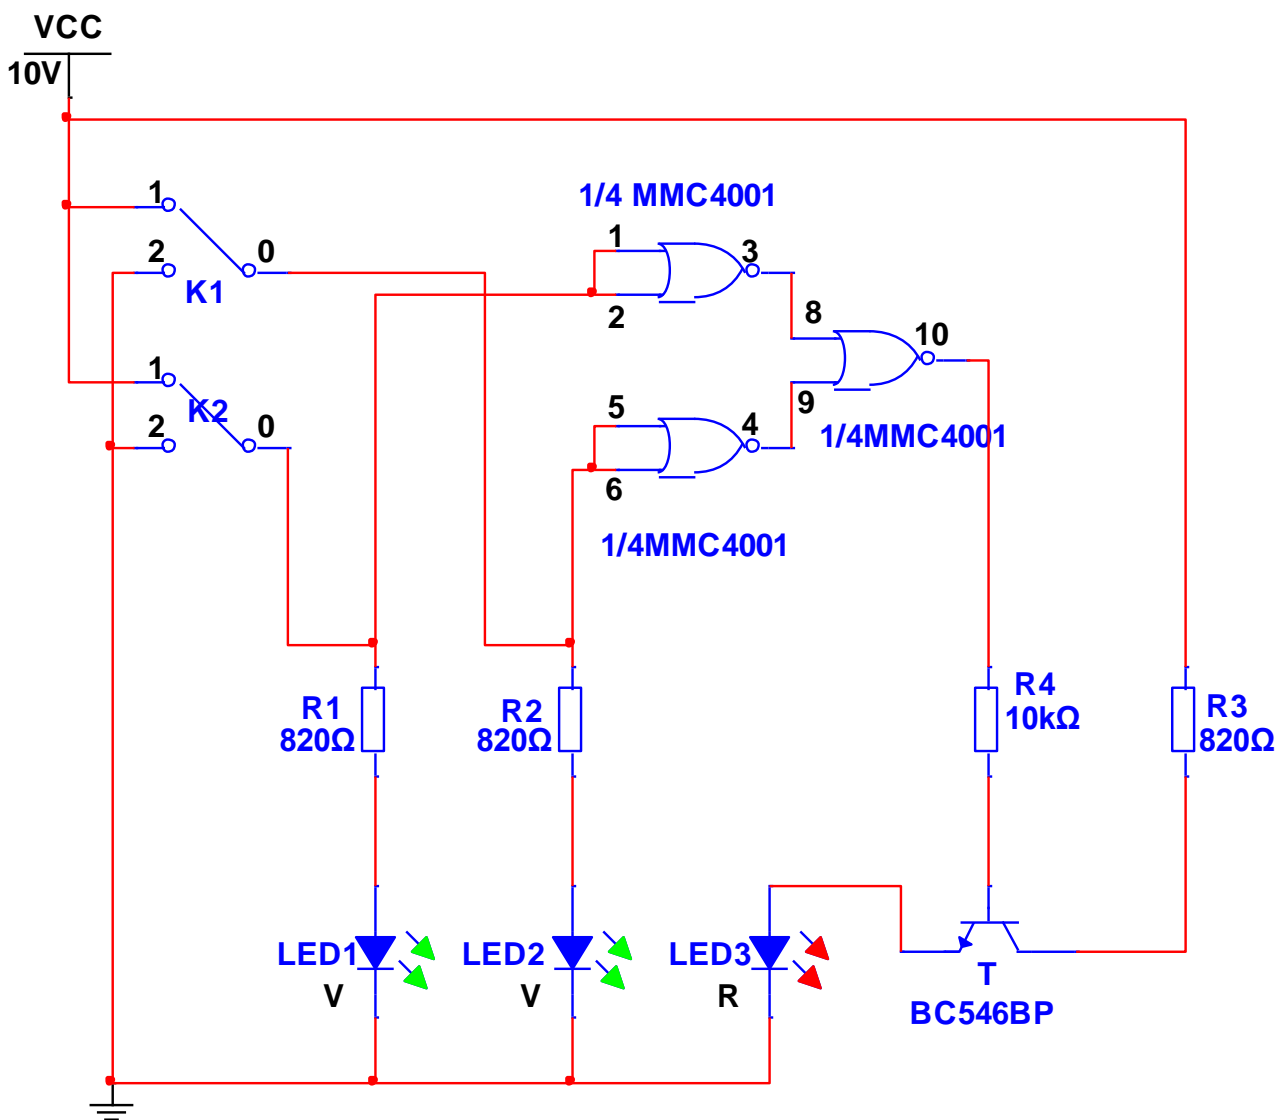 VCC
10V
1/4 MMC4001
1
2
0
K1
1
2
3
8
10
9
1/4MMC4001
1
K2
2
0
5
4
6
1/4MMC4001
R1
820Ω
R2
820Ω
R4
10kΩ
R3
820Ω
LED1
V
LED2
V
LED3
R
T
BC546BP